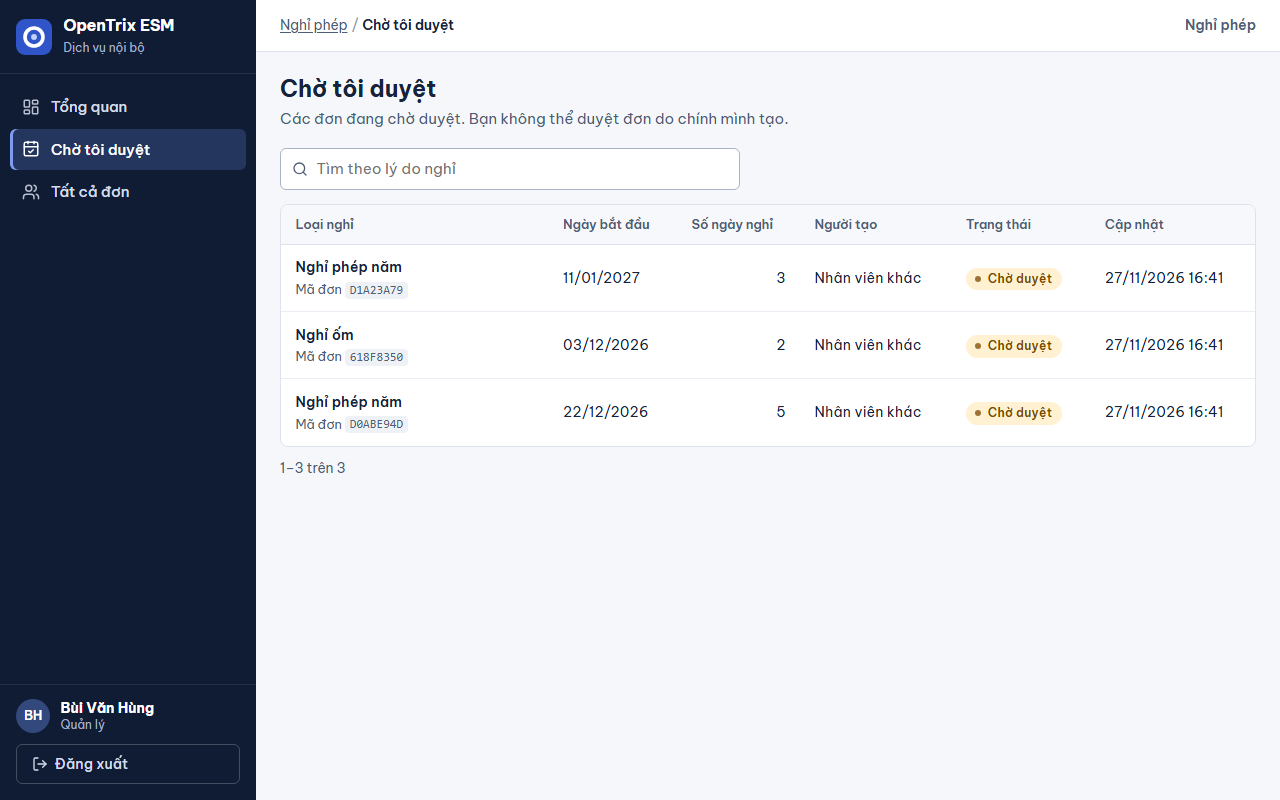 OpenTrix ESM
Dịch vụ nội bộ
Tổng quan
Chờ tôi duyệt
Tất cả đơn
Bùi Văn Hùng
BH
Quản lý
Đăng xuất
Nghỉ phép / Chờ tôi duyệt
Nghỉ phép
Chờ tôi duyệt
Các đơn đang chờ duyệt. Bạn không thể duyệt đơn do chính mình tạo.
Tìm theo lý do nghỉ
Loại nghỉ Ngày bắt đầu Số ngày nghỉ Người tạo Trạng thái Cập nhật
Nghỉ phép năm
Mã đơn D1A23A79
11/01/2027 3 Nhân viên khác Chờ duyệt 27/11/2026 16:41
Nghỉ ốm
Mã đơn 618F8350
03/12/2026 2 Nhân viên khác Chờ duyệt 27/11/2026 16:41
Nghỉ phép năm
Mã đơn D0ABE94D
22/12/2026 5 Nhân viên khác Chờ duyệt 27/11/2026 16:41
1–3 trên 3